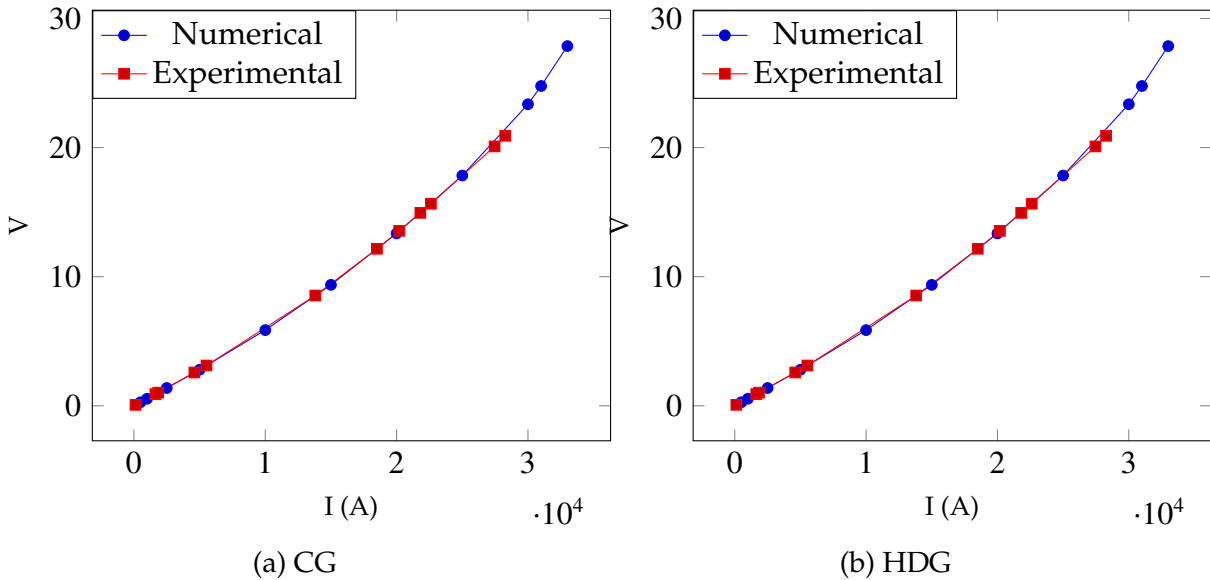 30
20
10
0
V
Numerical
Experimental
0
1
2
3
·10⁴
I (A)
(a) CG
30
20
10
0
V
Numerical
Experimental
0
1
2
3
·10⁴
I (A)
(b) HDG